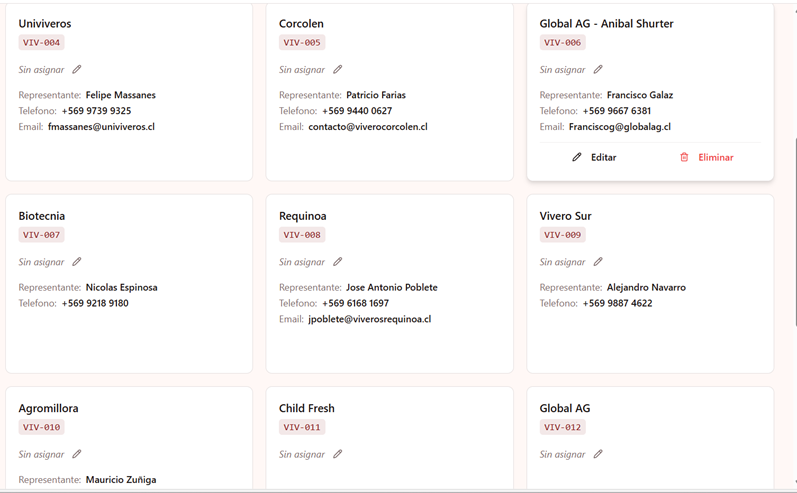 Univiveros
VIV-004
Sin asignar
Representante: Felipe Massanes
Telefono: +569 9739 9325
Email: fmassanes@univiveros.cl
Corcolen
VIV-005
Sin asignar
Representante: Patricio Farias
Telefono: +569 9440 0627
Email: contacto@viverocorcolen.cl
Global AG - Anibal Shurter
VIV-006
Sin asignar
Representante: Francisco Galaz
Telefono: +569 9667 6381
Email: Franciscog@globalag.cl
Editar Eliminar
Biotecnia
VIV-007
Sin asignar
Representante: Nicolas Espinosa
Telefono: +569 9218 9180
Requinoa
VIV-008
Sin asignar
Representante: Jose Antonio Poblete
Telefono: +569 6168 1697
Email: jpoblete@viverosrequinoa.cl
Vivero Sur
VIV-009
Sin asignar
Representante: Alejandro Navarro
Telefono: +569 9887 4622
Agromillora
VIV-010
Sin asignar
Representante: Mauricio Zuñiga
Child Fresh
VIV-011
Sin asignar
Global AG
VIV-012
Sin asignar